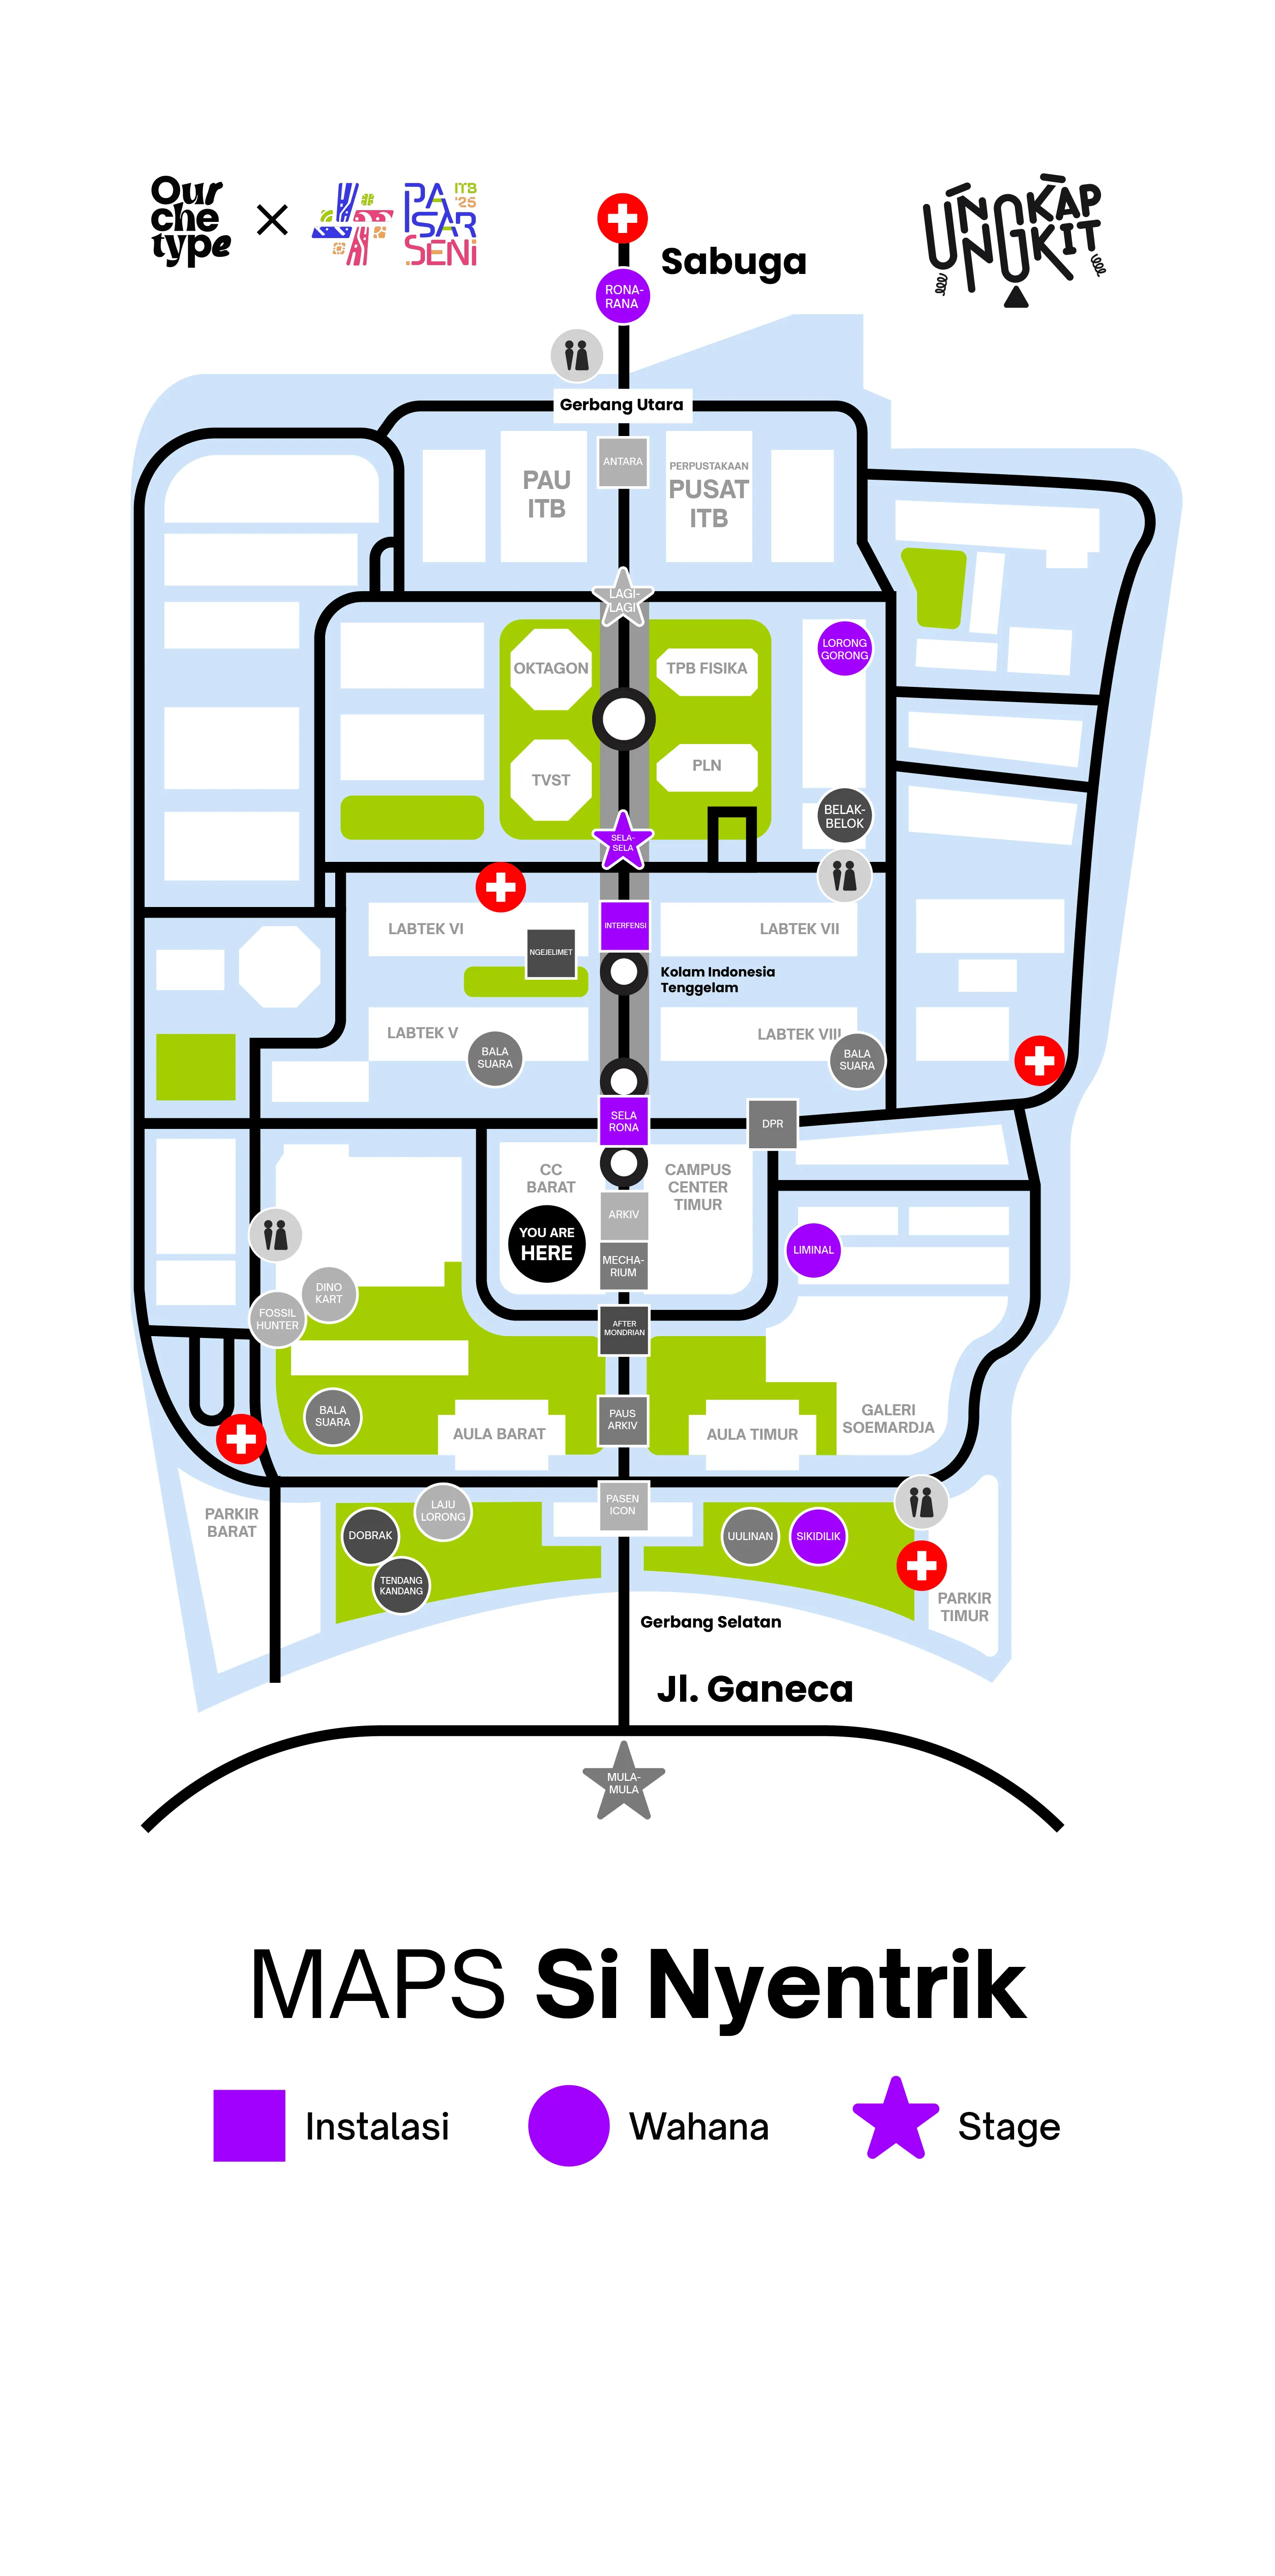 Our
che
type
PA
SAR
SENI
ITB
'25
UNGKAP
UNGKIT
Sabuga
RONA-
RANA
Gerbang Utara
ANTARA
PAU
ITB
PERPUSTAKAAN
PUSAT
ITB
LAGI-
LAGI
OKTAGON
TPB FISIKA
LORONG
GORONG
TVST
PLN
SELA-
SELA
BELAK-
BELOK
LABTEK VI
INTERFENSI
LABTEK VII
NGEJELIMET
Kolam Indonesia
Tenggelam
LABTEK V
LABTEK VIII
BALA
SUARA
BALA
SUARA
SELA
RONA
DPR
CC
BARAT
CAMPUS
CENTER
TIMUR
ARKIV
YOU ARE
HERE
MECHA-
RIUM
LIMINAL
DINO
KART
FOSSIL
HUNTER
AFTER
MONDRIAN
BALA
SUARA
PAUS
ARKIV
AULA BARAT
AULA TIMUR
GALERI
SOEMARDJA
PARKIR
BARAT
LAJU
LORONG
PASEN
ICON
DOBRAK
UULINAN
SIKIDILIK
TENDANG
KANDANG
PARKIR
TIMUR
Gerbang Selatan
Jl. Ganeca
MULA-
MULA
MAPS Si Nyentrik
Instalasi
Wahana
Stage